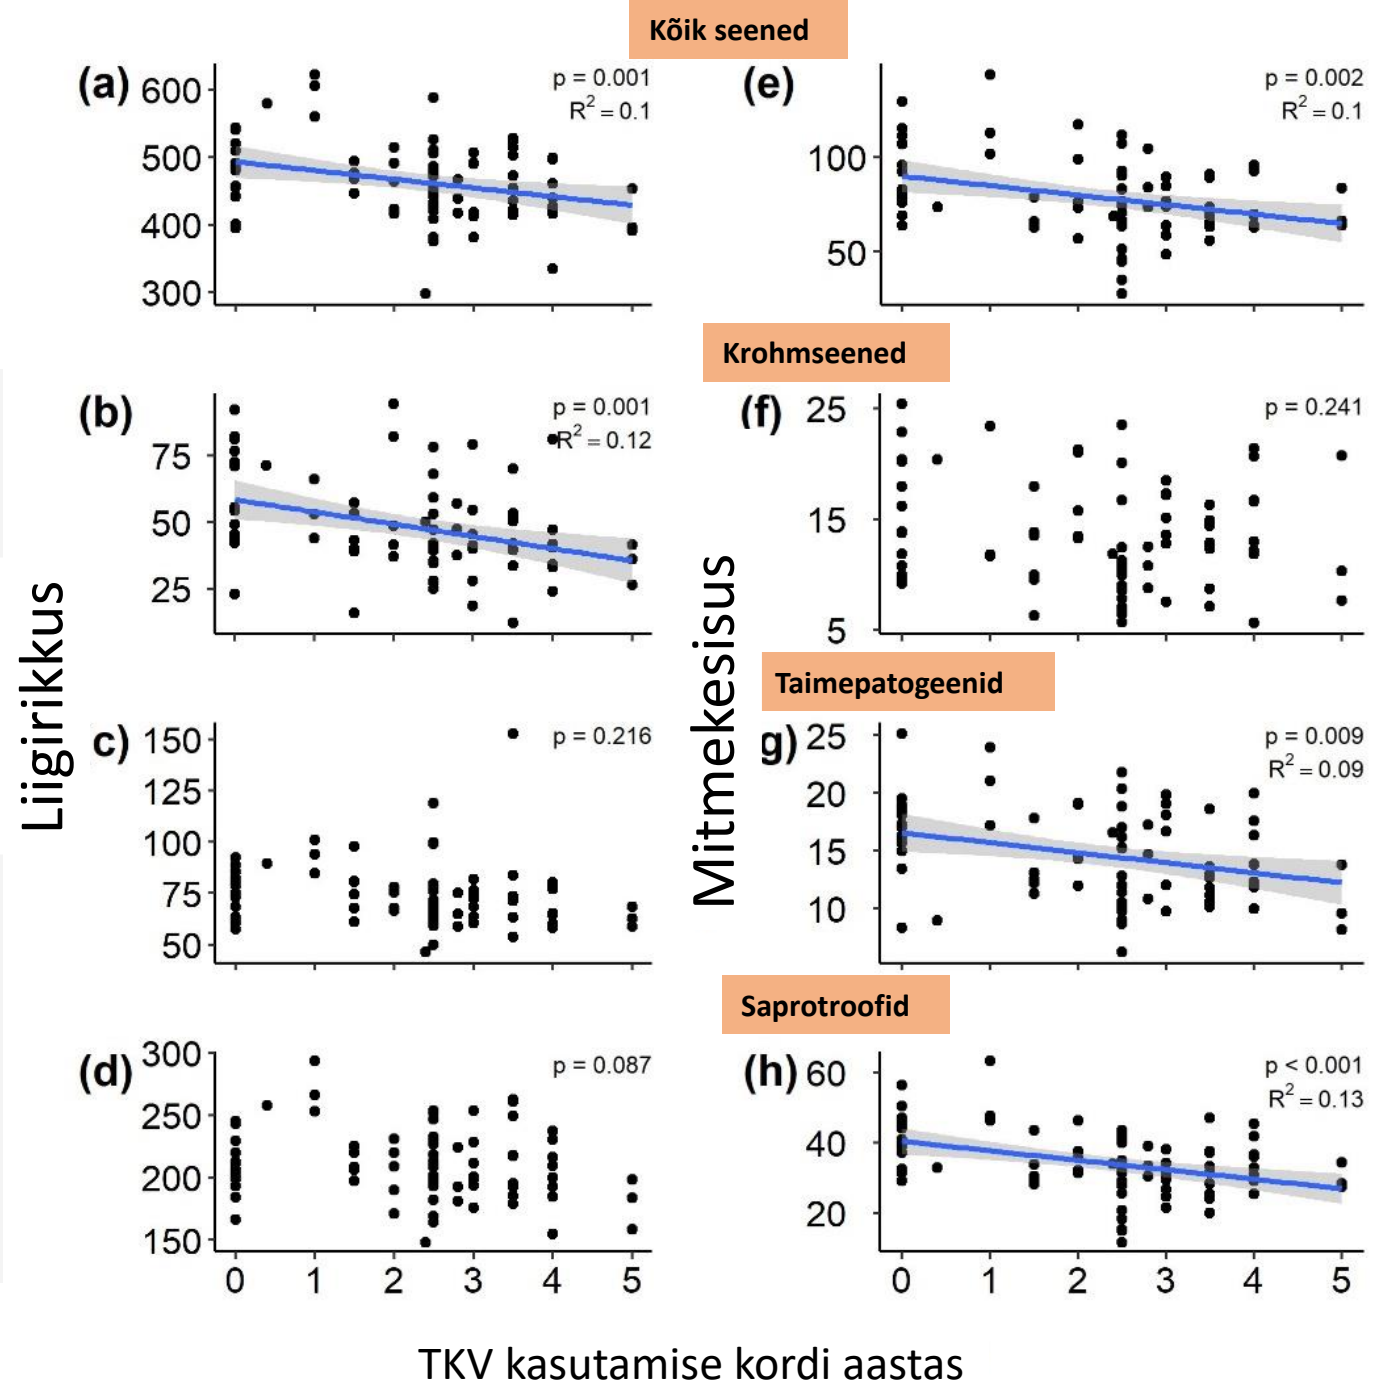 Kõik seened
(a)
600
500
400
300
p = 0.001
R² = 0.1
(e)
100
50
p = 0.002
R² = 0.1
Krohmseened
(b)
75
50
25
p = 0.001
R² = 0.12
(f)
25
15
5
p = 0.241
Liigirikkus
Mitmekesisus
Taimepatogeenid
c)
150
125
100
75
50
p = 0.216
g)
25
20
15
10
p = 0.009
R² = 0.09
Saprotroofid
(d)
300
250
200
150
p = 0.087
0 1 2 3 4 5
(h)
60
40
20
p < 0.001
R² = 0.13
0 1 2 3 4 5
TKV kasutamise kordi aastas